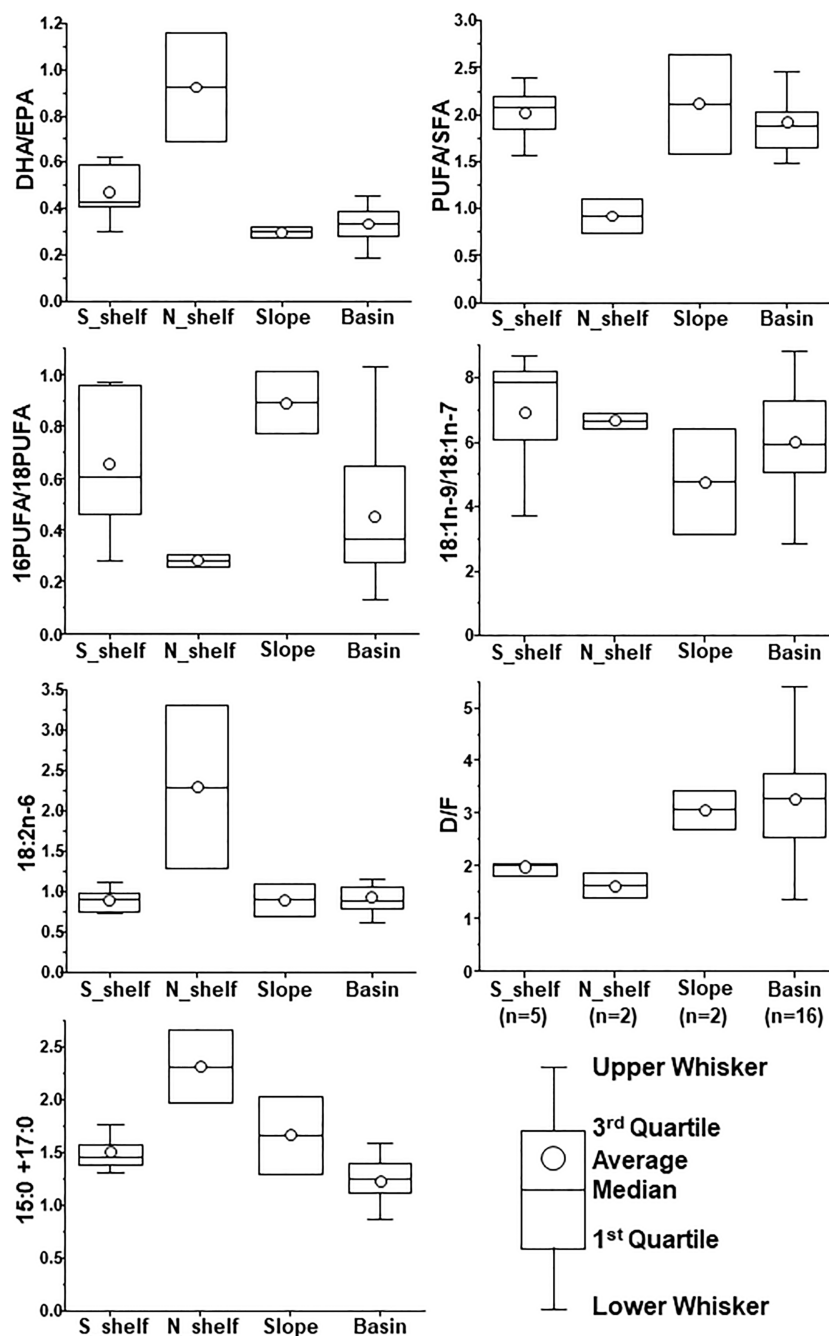 DHA/EPA
1.2
1.0
0.8
0.6
0.4
0.2
0.0
S_shelf N_shelf Slope Basin
PUFA/SFA
3.0
2.5
2.0
1.5
1.0
0.5
0.0
S_shelf N_shelf Slope Basin
16PUFA/18PUFA
1.0
0.8
0.6
0.4
0.2
0.0
S_shelf N_shelf Slope Basin
18:1n-9/18:1n-7
8
6
4
2
0
S_shelf N_shelf Slope Basin
18:2n-6
3.5
3.0
2.5
2.0
1.5
1.0
0.5
0.0
S_shelf N_shelf Slope Basin
D/F
5
4
3
2
1
0
S_shelf N_shelf Slope Basin
(n=5) (n=2) (n=2) (n=16)
15:0 +17:0
2.5
2.0
1.5
1.0
0.5
0.0
S_shelf N_shelf Slope Basin
Upper Whisker
3rd Quartile
Average
Median
1st Quartile
Lower Whisker